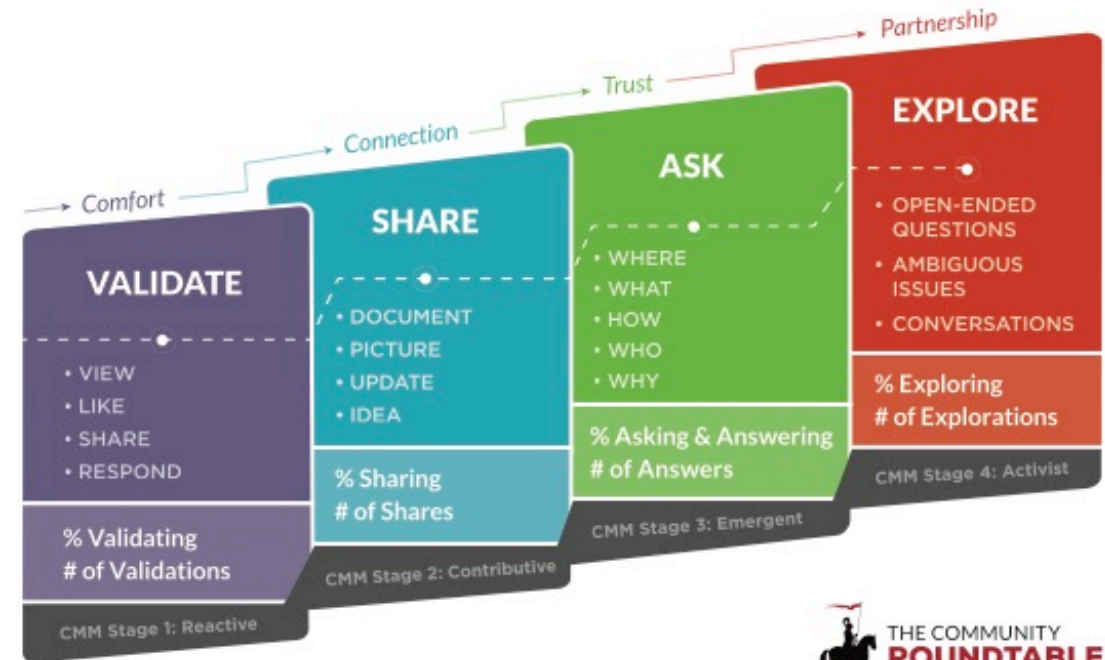 Comfort
VALIDATE
• VIEW
• LIKE
• SHARE
• RESPOND
% Validating
# of Validations
CMM Stage 1: Reactive
Connection
SHARE
• DOCUMENT
• PICTURE
• UPDATE
• IDEA
% Sharing
# of Shares
CMM Stage 2: Contributive
Trust
ASK
• WHERE
• WHAT
• HOW
• WHO
• WHY
% Asking & Answering
# of Answers
CMM Stage 3: Emergent
Partnership
EXPLORE
• OPEN-ENDED
QUESTIONS
• AMBIGUOUS
ISSUES
• CONVERSATIONS
% Exploring
# of Explorations
CMM Stage 4: Activist
THE COMMUNITY
ROUNDTABLE